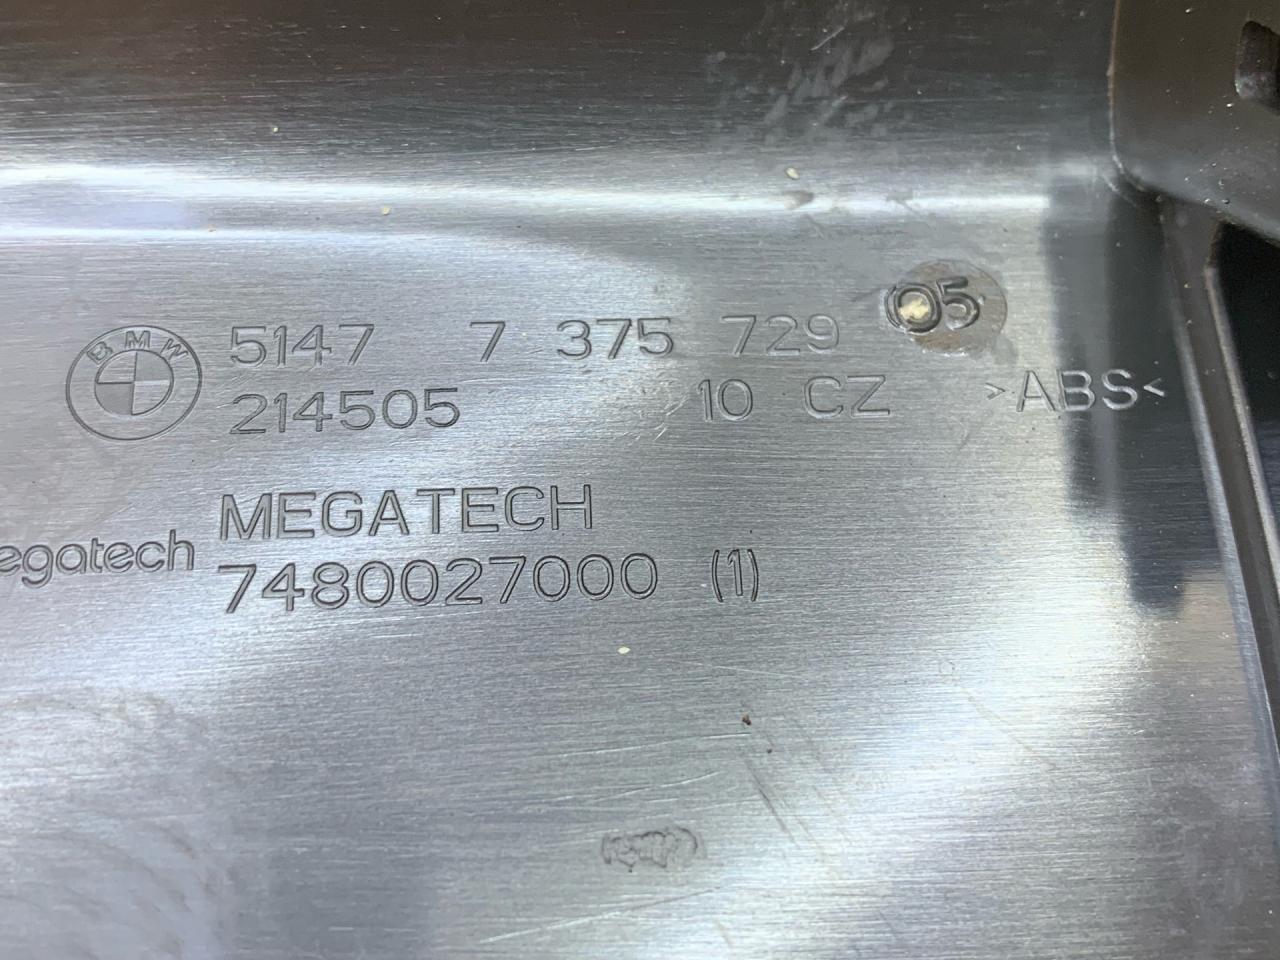 BMW 5147 7 375 729 05
214505 10 CZ >ABS<
MEGATECH
egatech
7480027000 (1)